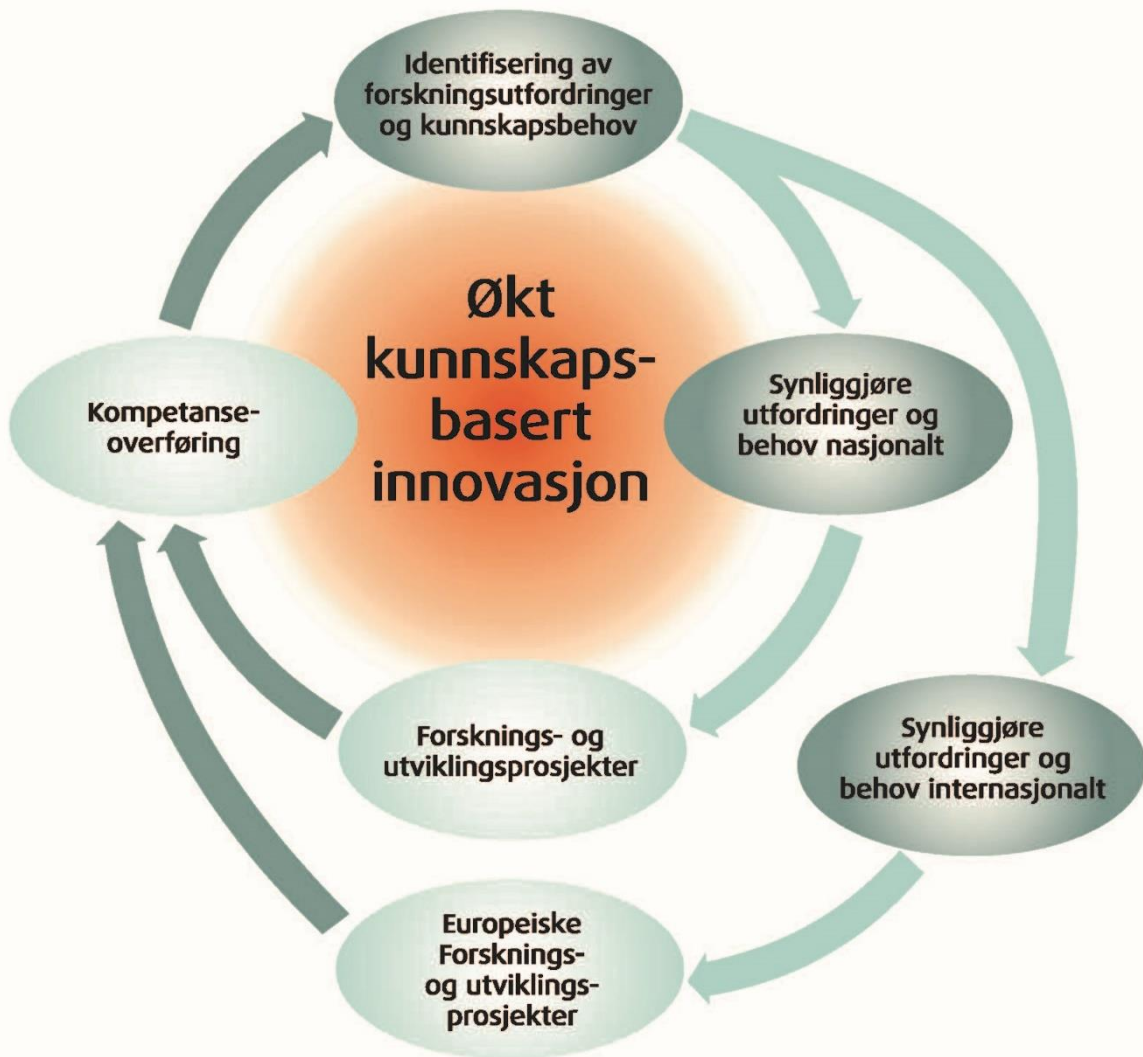 Identifisering av
forskningsutfordringer
og kunnskapsbehov
Økt
kunnskaps-
basert
innovasjon
Synliggjøre
utfordringer og
behov nasjonalt
Kompetanse-
overføring
Forsknings- og
utviklingsprosjekter
Synliggjøre
utfordringer og
behov internasjonalt
Europeiske
Forsknings-
og utviklings-
prosjekter